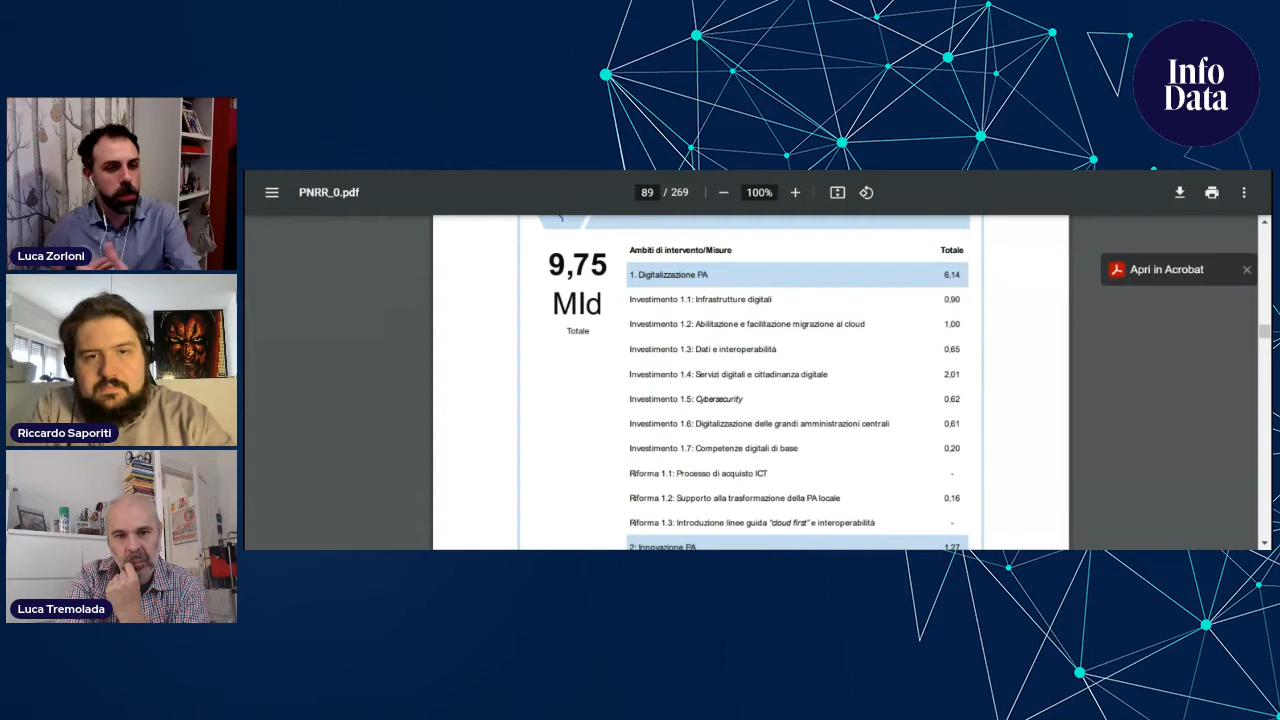 Info
Data
Luca Zorloni
Riccardo Saporiti
Luca Tremolada
PNRR_0.pdf
89 / 269
100%
Apri in Acrobat
9,75
Mld
Totale
Ambiti di intervento/Misure Totale
1. Digitalizzazione PA 6,14
Investimento 1.1: Infrastrutture digitali 0,90
Investimento 1.2: Abilitazione e facilitazione migrazione al cloud 1,00
Investimento 1.3: Dati e interoperabilità 0,65
Investimento 1.4: Servizi digitali e cittadinanza digitale 2,01
Investimento 1.5: Cybersecurity 0,62
Investimento 1.6: Digitalizzazione delle grandi amministrazioni centrali 0,61
Investimento 1.7: Competenze digitali di base 0,20
Riforma 1.1: Processo di acquisto ICT -
Riforma 1.2: Supporto alla trasformazione della PA locale 0,16
Riforma 1.3: Introduzione linee guida "cloud first" e interoperabilità -
2: Innovazione PA 1,27